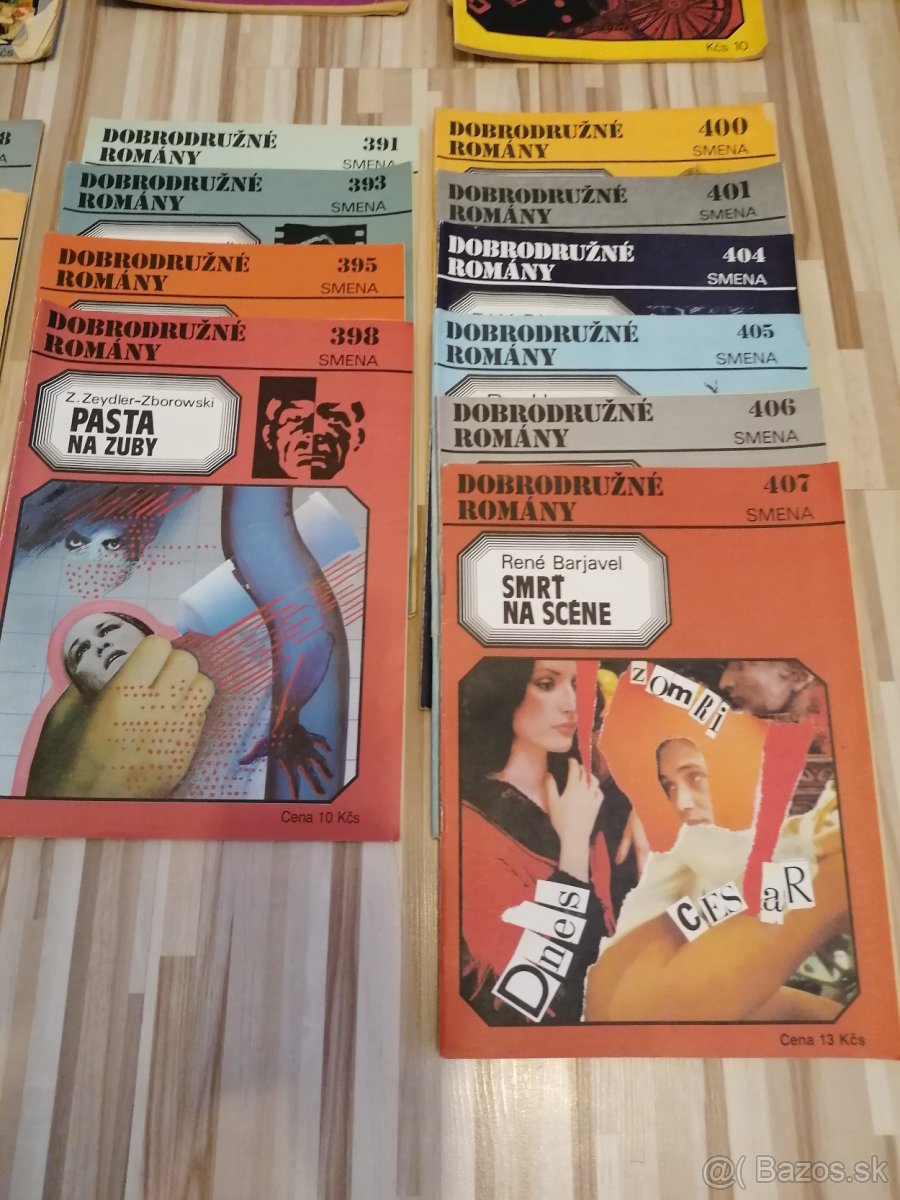 Kčs 10
8
DOBRODRUŽNÉ
ROMÁNY
391
SMENA
DOBRODRUŽNÉ
ROMÁNY
393
SMENA
DOBRODRUŽNÉ
ROMÁNY
395
SMENA
DOBRODRUŽNÉ
ROMÁNY
398
SMENA
Z. Zeydler-Zborowski
PASTA
NA ZUBY
Cena 10 Kčs
DOBRODRUŽNÉ
ROMÁNY
400
SMENA
DOBRODRUŽNÉ
ROMÁNY
401
SMENA
DOBRODRUŽNÉ
ROMÁNY
404
SMENA
DOBRODRUŽNÉ
ROMÁNY
405
SMENA
DOBRODRUŽNÉ
ROMÁNY
406
SMENA
DOBRODRUŽNÉ
ROMÁNY
407
SMENA
René Barjavel
SMRŤ
NA SCÉNE
zomRi
Dnes
CÉSaR
Cena 13 Kčs
@( Bazos.sk